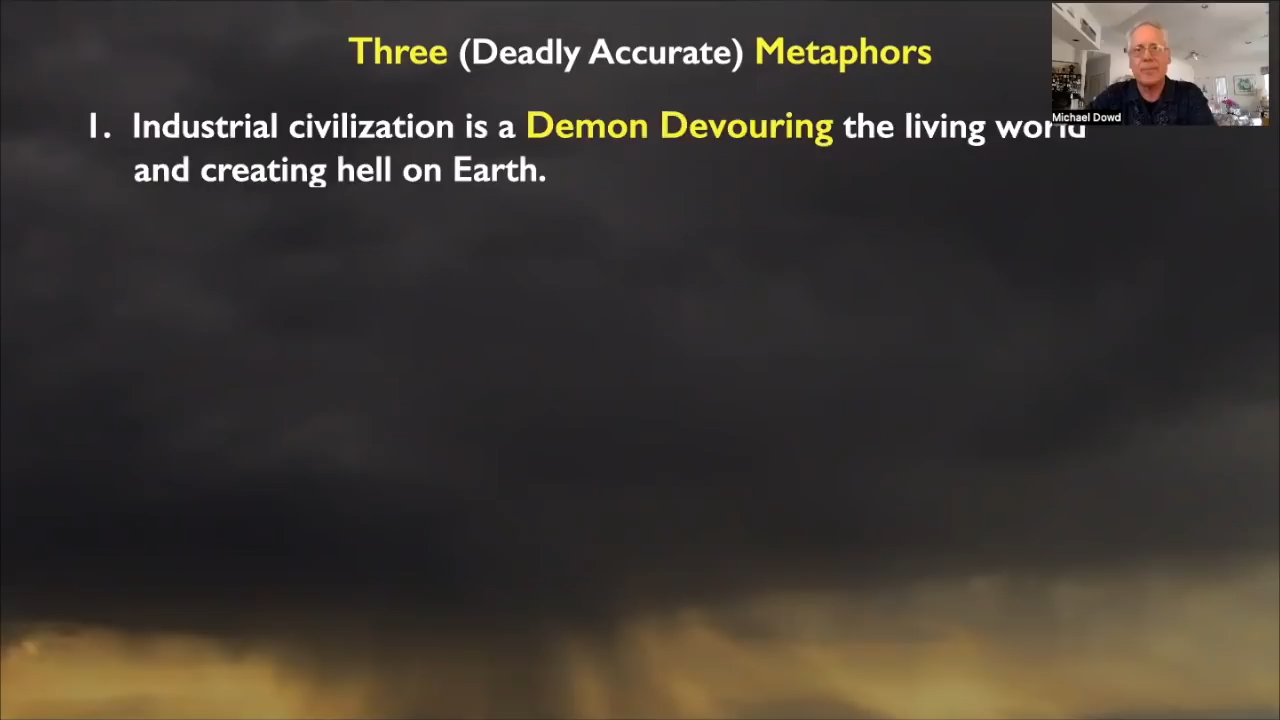 Three (Deadly Accurate) Metaphors
1. Industrial civilization is a Demon Devouring the living world
and creating hell on Earth.
Michael Dowd